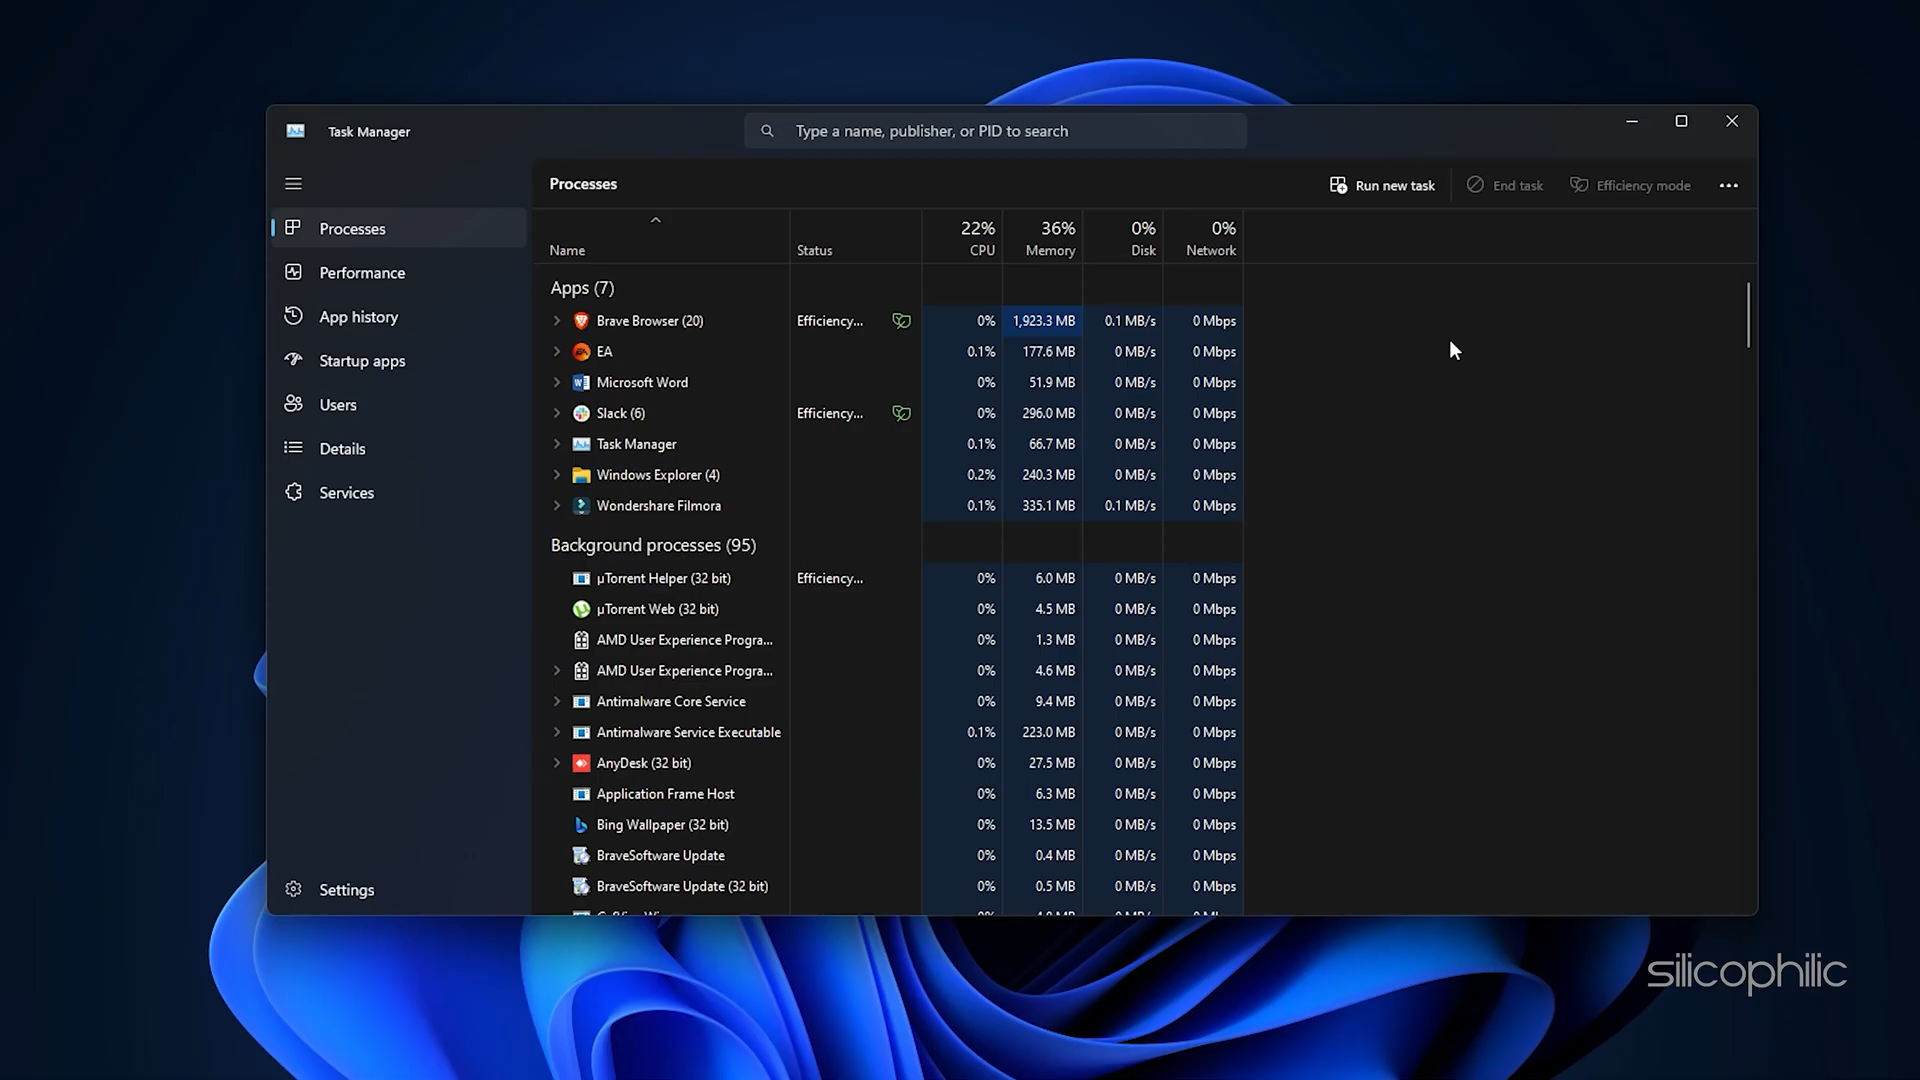 Task Manager
Type a name, publisher, or PID to search
Processes
Run new task
End task
Efficiency mode
Processes
Performance
App history
Startup apps
Users
Details
Services
Settings
22% 36% 0% 0%
Name Status CPU Memory Disk Network
Apps (7)
Brave Browser (20) Efficiency... 0% 1,923.3 MB 0.1 MB/s 0 Mbps
EA 0.1% 177.6 MB 0 MB/s 0 Mbps
Microsoft Word 0% 51.9 MB 0 MB/s 0 Mbps
Slack (6) Efficiency... 0% 296.0 MB 0 MB/s 0 Mbps
Task Manager 0.1% 66.7 MB 0 MB/s 0 Mbps
Windows Explorer (4) 0.2% 240.3 MB 0 MB/s 0 Mbps
Wondershare Filmora 0.1% 335.1 MB 0.1 MB/s 0 Mbps
Background processes (95)
µTorrent Helper (32 bit) Efficiency... 0% 6.0 MB 0 MB/s 0 Mbps
µTorrent Web (32 bit) 0% 4.5 MB 0 MB/s 0 Mbps
AMD User Experience Progra... 0% 1.3 MB 0 MB/s 0 Mbps
AMD User Experience Progra... 0% 4.6 MB 0 MB/s 0 Mbps
Antimalware Core Service 0% 9.4 MB 0 MB/s 0 Mbps
Antimalware Service Executable 0.1% 223.0 MB 0 MB/s 0 Mbps
AnyDesk (32 bit) 0% 27.5 MB 0 MB/s 0 Mbps
Application Frame Host 0% 6.3 MB 0 MB/s 0 Mbps
Bing Wallpaper (32 bit) 0% 13.5 MB 0 MB/s 0 Mbps
BraveSoftware Update 0% 0.4 MB 0 MB/s 0 Mbps
BraveSoftware Update (32 bit) 0% 0.5 MB 0 MB/s 0 Mbps
silicophilic